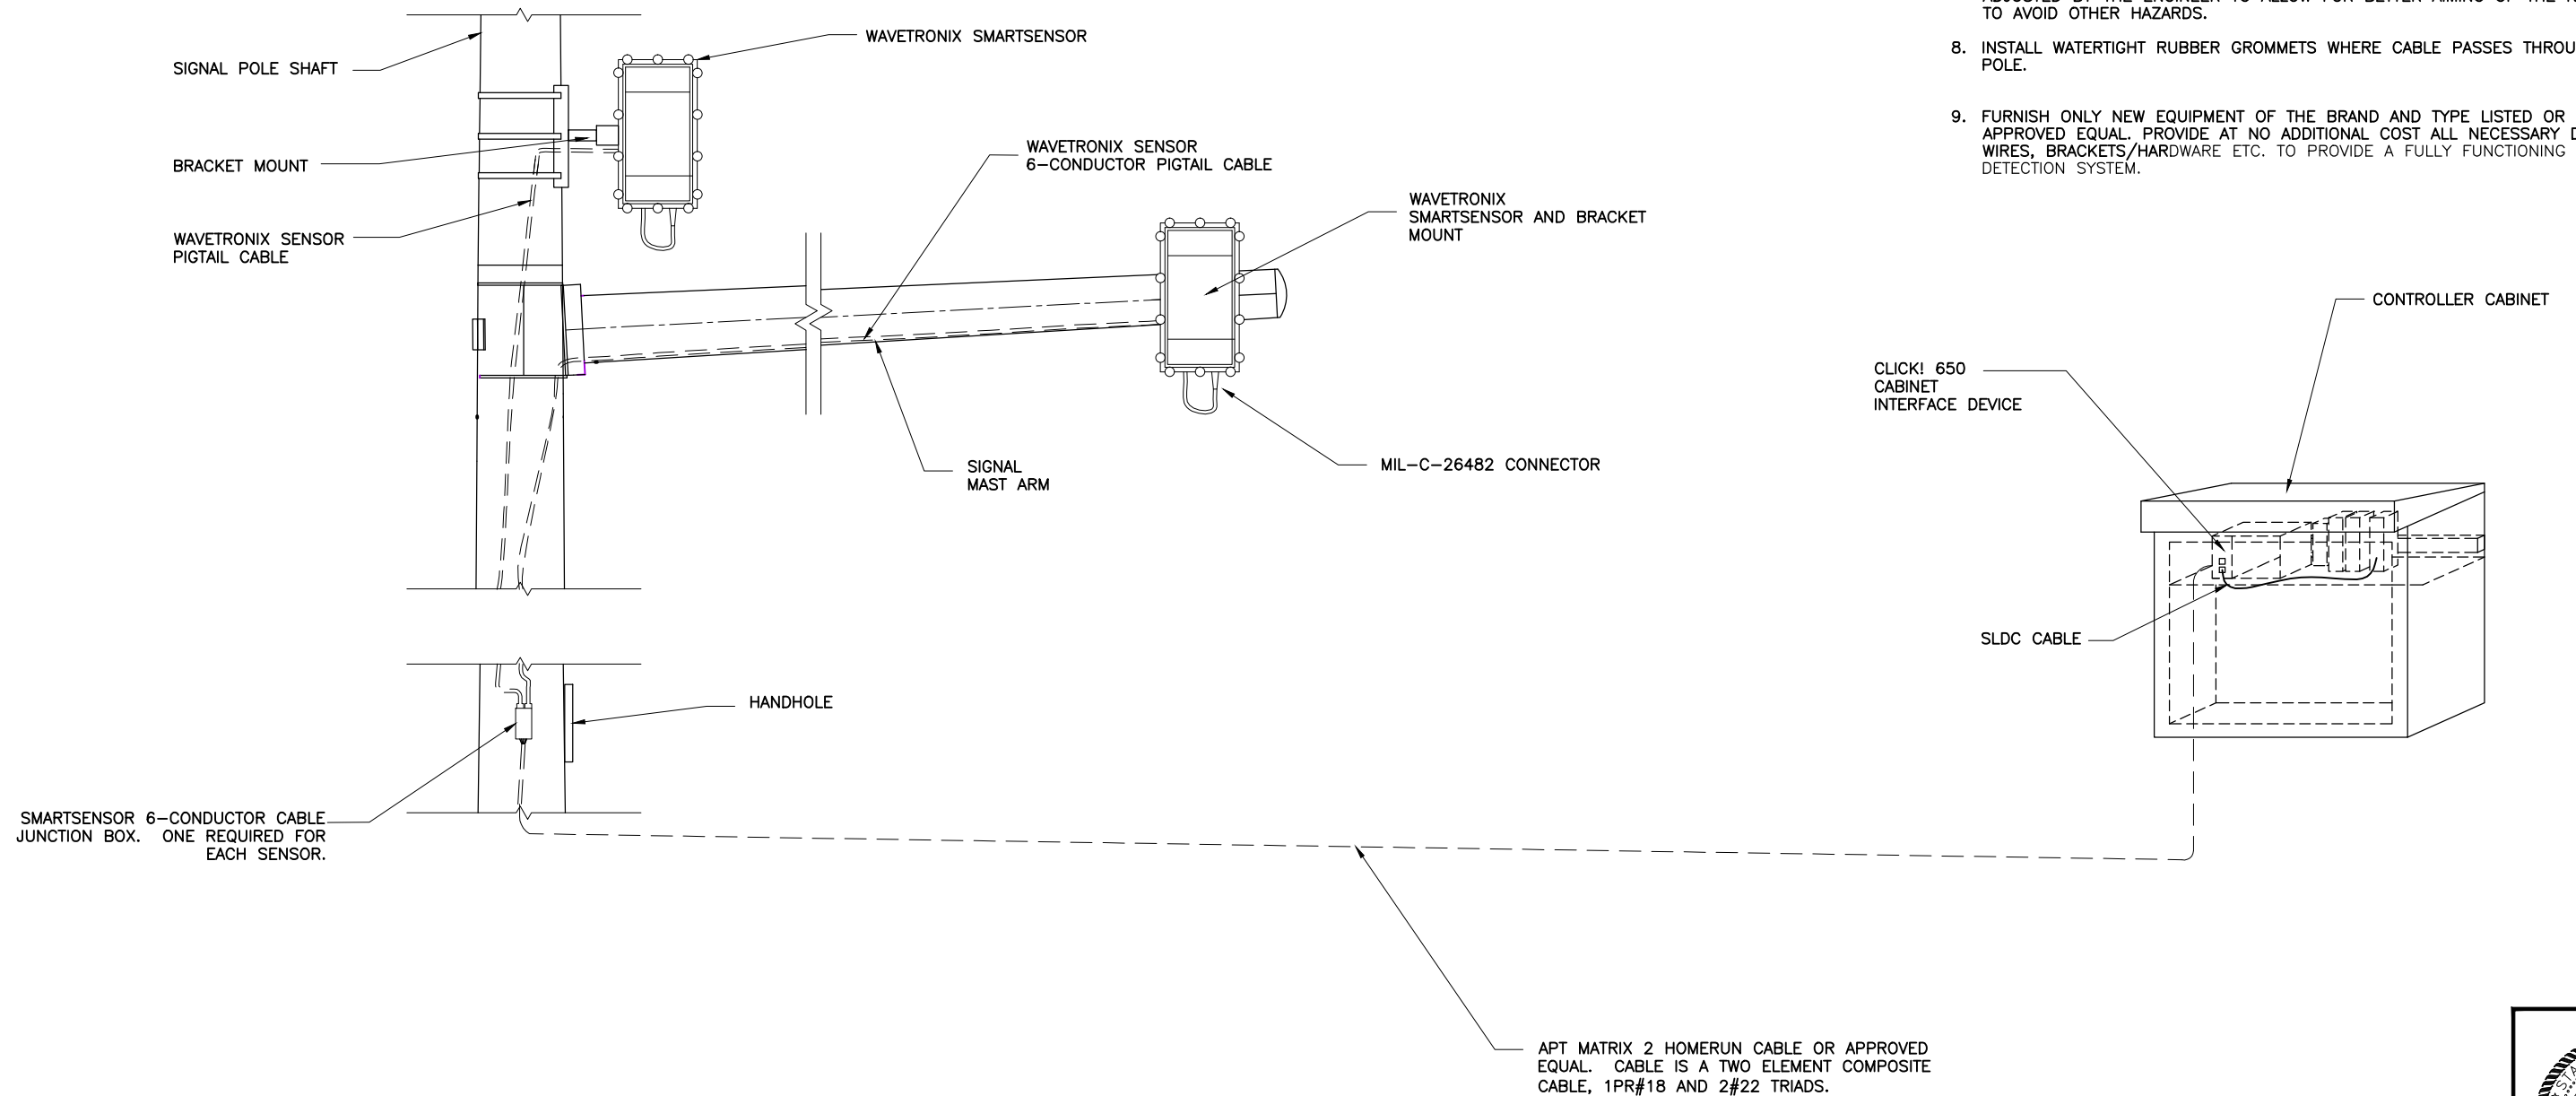 TO AVOID OTHER HAZARDS.
8. INSTALL WATERTIGHT RUBBER GROMMETS WHERE CABLE PASSES
POLE.
9. FURNISH ONLY NEW EQUIPMENT OF THE BRAND AND TYPE LISTED OR
APPROVED EQUAL. PROVIDE AT NO ADDITIONAL COST ALL NECESSARY
WIRES, BRACKETS/HARDWARE ETC. TO PROVIDE A FULLY FUNCTIONING
DETECTION SYSTEM.
WAVETRONIX SMARTSENSOR
SIGNAL POLE SHAFT
BRACKET MOUNT
WAVETRONIX SENSOR
6-CONDUCTOR PIGTAIL CABLE
WAVETRONIX
SMARTSENSOR AND BRACKET
MOUNT
WAVETRONIX SENSOR
PIGTAIL CABLE
CONTROLLER CABINET
CLICK! 650
CABINET
INTERFACE DEVICE
SIGNAL
MAST ARM
MIL-C-26482 CONNECTOR
SLDC CABLE
HANDHOLE
SMARTSENSOR 6-CONDUCTOR CABLE
JUNCTION BOX. ONE REQUIRED FOR
EACH SENSOR.
APT MATRIX 2 HOMERUN CABLE OR APPROVED
EQUAL. CABLE IS A TWO ELEMENT COMPOSITE
CABLE, 1PR#18 AND 2#22 TRIADS.